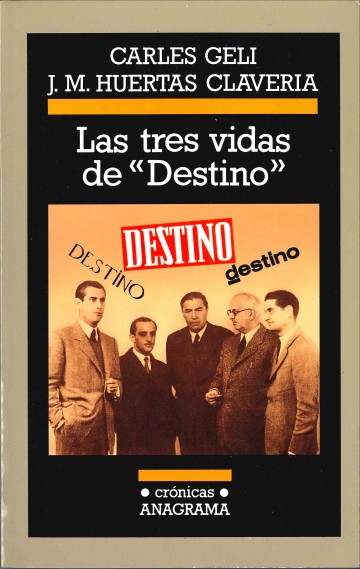 CARLES GELI
J. M. HUERTAS CLAVERIA
Las tres vidas
de “Destino”
DESTINO
DESTINO
destino
• crónicas •
ANAGRAMA